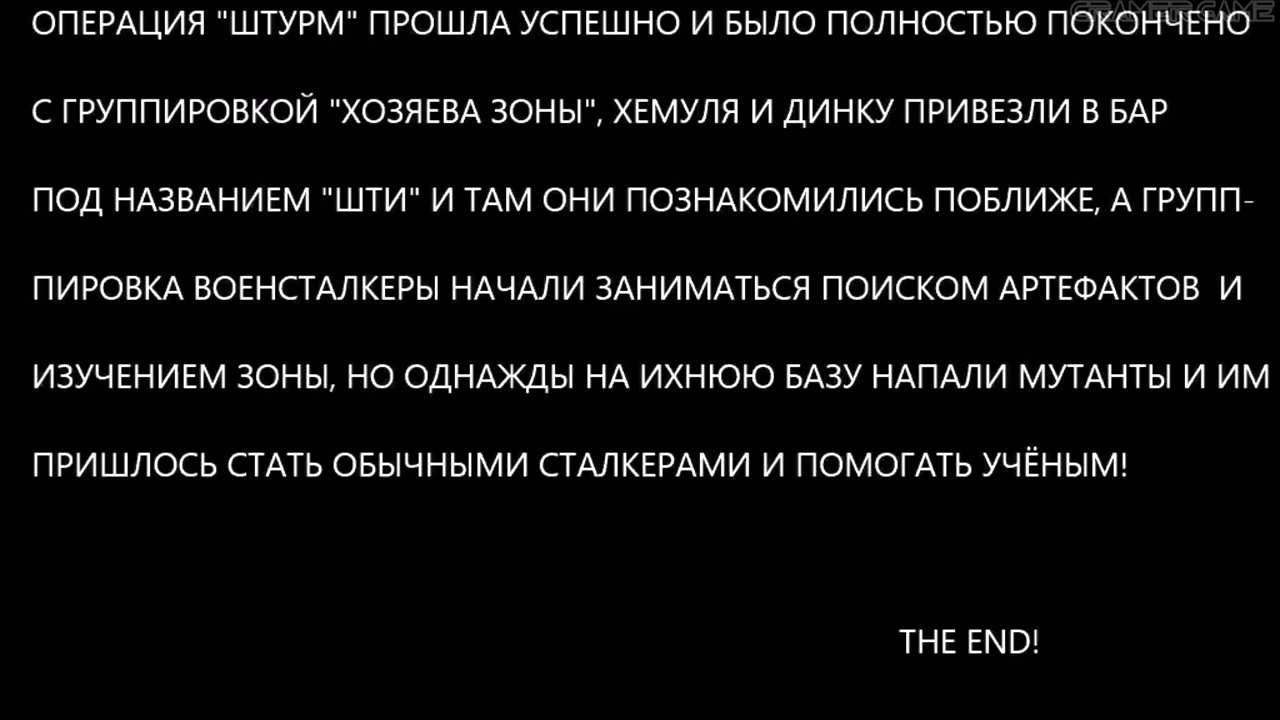 ОПЕРАЦИЯ "ШТУРМ" ПРОШЛА УСПЕШНО И БЫЛО ПОЛНОСТЬЮ ПОКОНЧЕНО
С ГРУППИРОВКОЙ "ХОЗЯЕВА ЗОНЫ", ХЕМУЛЯ И ДИНКУ ПРИВЕЗЛИ В БАР
ПОД НАЗВАНИЕМ "ШТИ" И ТАМ ОНИ ПОЗНАКОМИЛИСЬ ПОБЛИЖЕ, А ГРУПП-
ПИРОВКА ВОЕНСТАЛКЕРЫ НАЧАЛИ ЗАНИМАТЬСЯ ПОИСКОМ АРТЕФАКТОВ И
ИЗУЧЕНИЕМ ЗОНЫ, НО ОДНАЖДЫ НА ИХНЮЮ БАЗУ НАПАЛИ МУТАНТЫ И ИМ
ПРИШЛОСЬ СТАТЬ ОБЫЧНЫМИ СТАЛКЕРАМИ И ПОМОГАТЬ УЧЁНЫМ!
THE END!